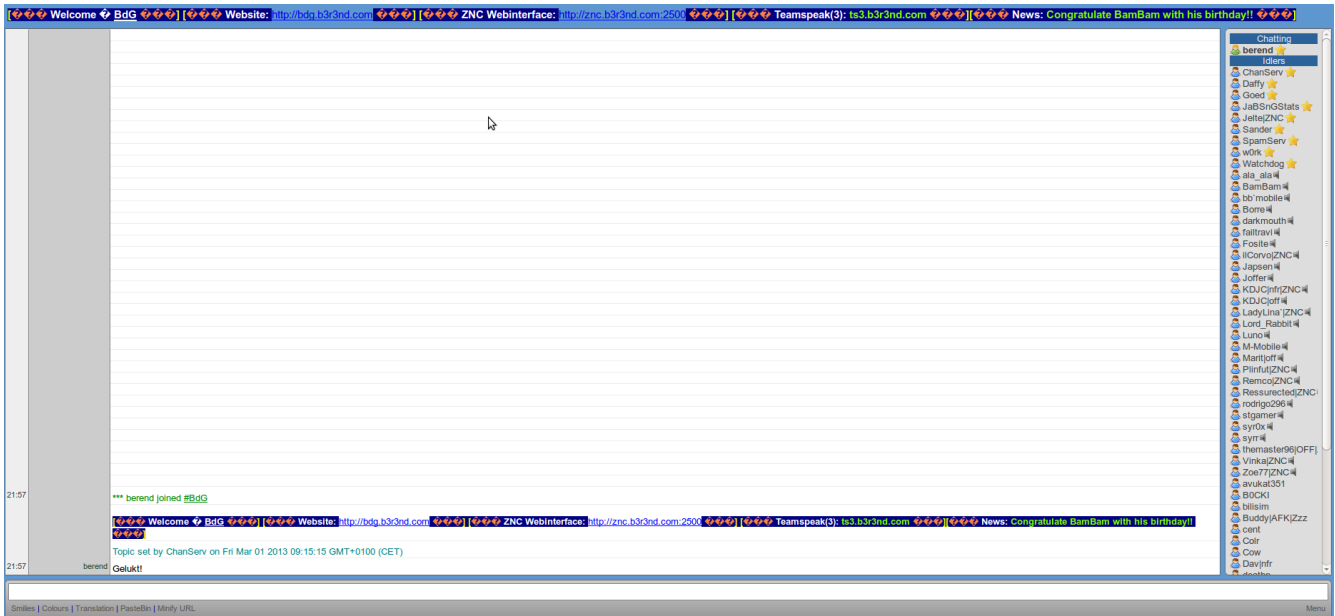 [��� Welcome � BdG ���] [��� Website: http://bdg.b3r3nd.com ���] [��� ZNC Webinterface: http://znc.b3r3nd.com:2500 ���] [��� Teamspeak(3): ts3.b3r3nd.com ���][��� News: Congratulate BamBam with his birthday!! ���]
21:57 *** berend joined #BdG
[��� Welcome � BdG ���] [��� Website: http://bdg.b3r3nd.com ���] [��� ZNC Webinterface: http://znc.b3r3nd.com:2500 ���] [��� Teamspeak(3): ts3.b3r3nd.com ���][��� News: Congratulate BamBam with his birthday!!
���]
Topic set by ChanServ on Fri Mar 01 2013 09:15:15 GMT+0100 (CET)
21:57 berend Gelukt!
Chatting
berend
Idlers
ChanServ
Daffy
Goed
JaBSnGStats
Jelte|ZNC
Sander
SpamServ
w0rk
Watchdog
ala_ala
BamBam
bb`mobile
Borre
darkmouth
failtravi
Fosite
ilCorvo|ZNC
Japsen
Joffer
KDJC|nfr|ZNC
KDJC|off
LadyLina`|ZNC
Lord_Rabbit
Luno
M-Mobile
Marit|off
Plinfut|ZNC
Remco|ZNC
Ressurected|ZNC
rodrigo296
stgamer
syr0x
syrr
themaster96|OFF|
Vinka|ZNC
Zoe77|ZNC
avukat351
B0CKI
bilisim
Buddy|AFK|Zzz
cent
Colr
Cow
Dav|nfr
Smiles | Colours | Translation | PasteBin | Minify URL
Menu